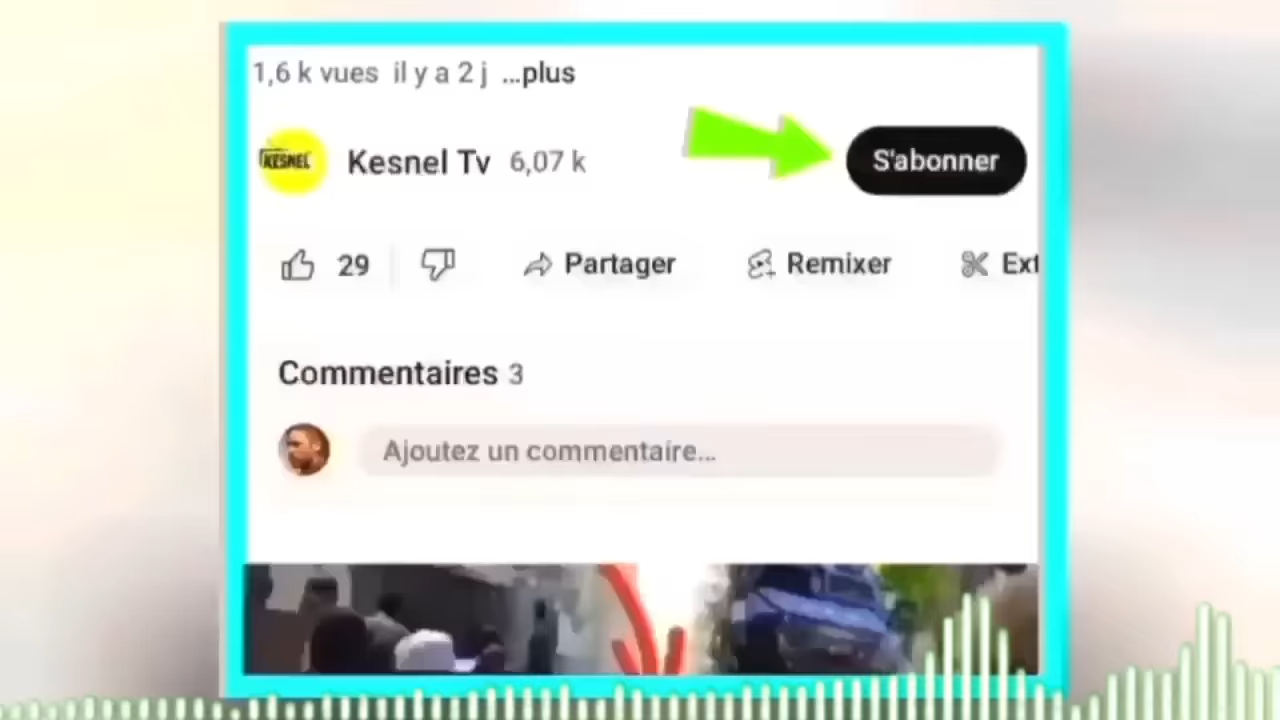 1,6 k vues il y a 2 j ...plus
KESNEL
Kesnel Tv 6,07 k
S'abonner
29
Partager
Remixer
Ext
Commentaires 3
Ajoutez un commentaire...